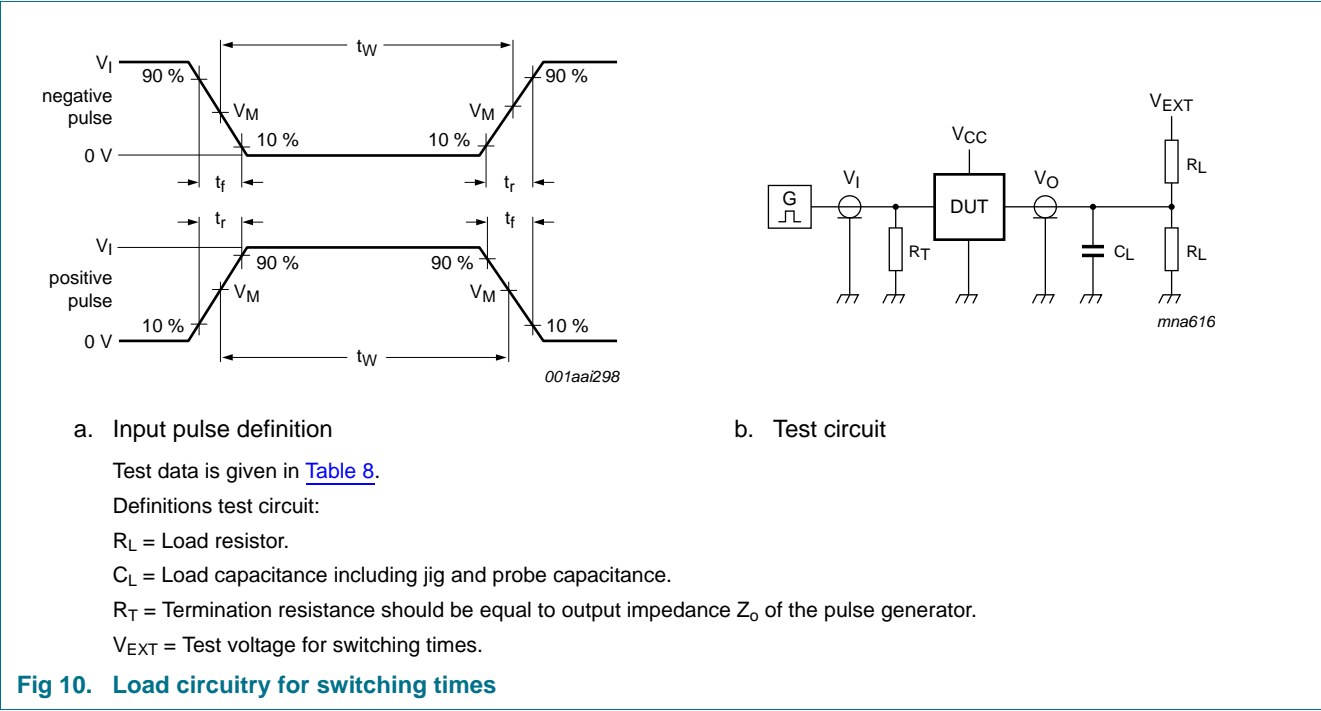 VI
90 %
tW
90 %
negative
pulse
VM
VM
10 %
10 %
0 V
tf
tr
tr
tf
VI
90 %
90 %
positive
pulse
VM
VM
10 %
10 %
0 V
tW
001aai298
VEXT
VCC
RL
VI
VO
G
DUT
RT
CL
RL
mna616
a. Input pulse definition
b. Test circuit
Test data is given in Table 8.
Definitions test circuit:
RL = Load resistor.
CL = Load capacitance including jig and probe capacitance.
RT = Termination resistance should be equal to output impedance Zo of the pulse generator.
VEXT = Test voltage for switching times.
Fig 10. Load circuitry for switching times